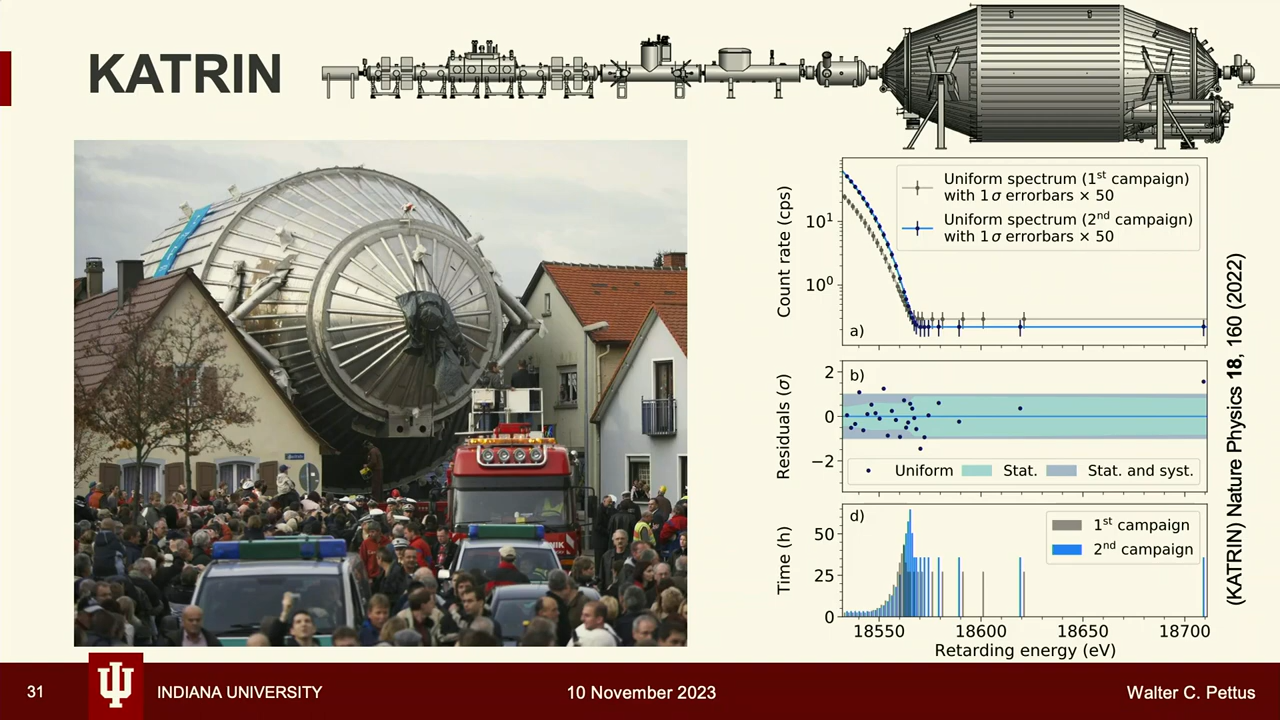 KATRIN
Uniform spectrum (1st campaign)
with 1 σ errorbars × 50
Uniform spectrum (2nd campaign)
with 1 σ errorbars × 50
Count rate (cps)
10¹
10⁰
a)
b)
Residuals (σ)
2
0
−2
Uniform
Stat.
Stat. and syst.
d)
Time (h)
50
25
0
1st campaign
2nd campaign
18550 18600 18650 18700
Retarding energy (eV)
(KATRIN) Nature Physics 18, 160 (2022)
31
INDIANA UNIVERSITY
10 November 2023
Walter C. Pettus